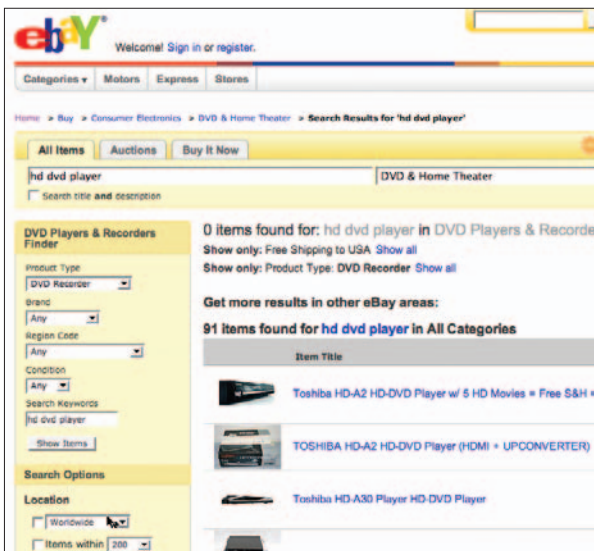 ebaY
Welcome! Sign in or register.
Categories ▾ Motors Express Stores
Home > Buy > Consumer Electronics > DVD & Home Theater > Search Results for 'hd dvd player'
All Items Auctions Buy It Now
hd dvd player DVD & Home Theater
Search title and description
DVD Players & Recorders
Finder
Product Type
DVD Recorder
Brand
Any
Region Code
Any
Condition
Any
Search Keywords
hd dvd player
Show Items
Search Options
Location
Worldwide
Items within 200
0 items found for: hd dvd player in DVD Players & Recorde
Show only: Free Shipping to USA Show all
Show only: Product Type: DVD Recorder Show all
Get more results in other eBay areas:
91 items found for hd dvd player in All Categories
Item Title
Toshiba HD-A2 HD-DVD Player w/ 5 HD Movies = Free S&H =
TOSHIBA HD-A2 HD-DVD Player (HDMI + UPCONVERTER)
Toshiba HD-A30 Player HD-DVD Player